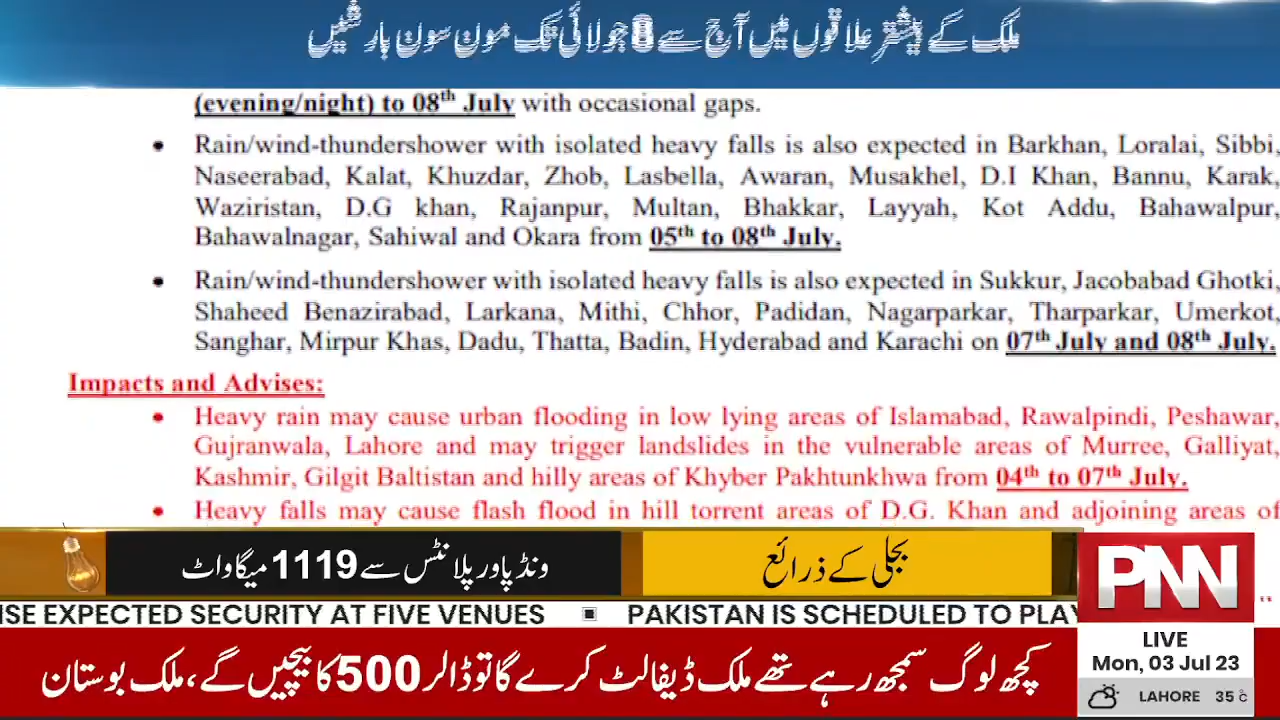 ملک کے بیشتر علاقوں میں آج سے 8 جولائی تک مون سون بارشیں
(evening/night) to 08th July with occasional gaps.
• Rain/wind-thundershower with isolated heavy falls is also expected in Barkhan, Loralai, Sibbi,
Naseerabad, Kalat, Khuzdar, Zhob, Lasbella, Awaran, Musakhel, D.I Khan, Bannu, Karak,
Waziristan, D.G khan, Rajanpur, Multan, Bhakkar, Layyah, Kot Addu, Bahawalpur,
Bahawalnagar, Sahiwal and Okara from 05th to 08th July.
• Rain/wind-thundershower with isolated heavy falls is also expected in Sukkur, Jacobabad Ghotki,
Shaheed Benazirabad, Larkana, Mithi, Chhor, Padidan, Nagarparkar, Tharparkar, Umerkot,
Sanghar, Mirpur Khas, Dadu, Thatta, Badin, Hyderabad and Karachi on 07th July and 08th July.
Impacts and Advises:
• Heavy rain may cause urban flooding in low lying areas of Islamabad, Rawalpindi, Peshawar,
Gujranwala, Lahore and may trigger landslides in the vulnerable areas of Murree, Galliyat,
Kashmir, Gilgit Baltistan and hilly areas of Khyber Pakhtunkhwa from 04th to 07th July.
• Heavy falls may cause flash flood in hill torrent areas of D.G. Khan and adjoining areas of
بجلی کے ذرائع
ونڈ پاور پلانٹس سے 1119 میگاواٹ
PNN
ISE EXPECTED SECURITY AT FIVE VENUES ▣ PAKISTAN IS SCHEDULED TO PLAY
LIVE
Mon, 03 Jul 23
LAHORE 35°C
کچھ لوگ سمجھ رہے تھے ملک ڈیفالٹ کرے گا تو ڈالر 500 کا بیچیں گے، ملک بوستان